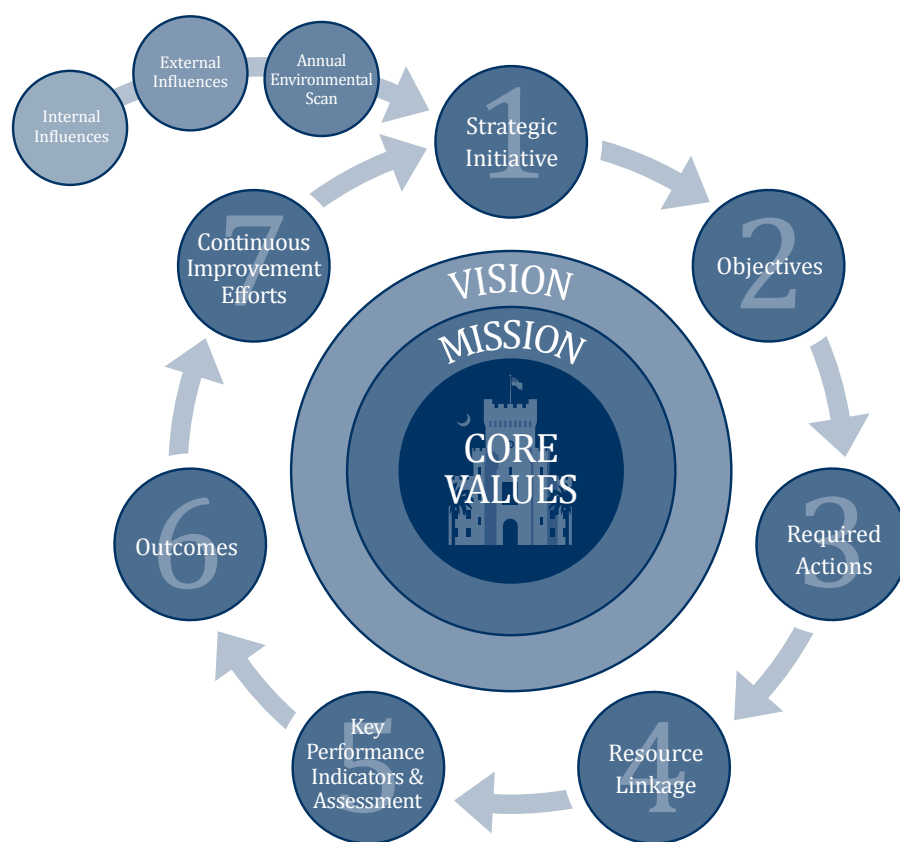 Internal
Influences
External
Influences
Annual
Environmental
Scan
1
Strategic
Initiative
2
Objectives
3
Required
Actions
4
Resource
Linkage
5
Key
Performance
Indicators &
Assessment
6
Outcomes
7
Continuous
Improvement
Efforts
VISION
MISSION
CORE
VALUES